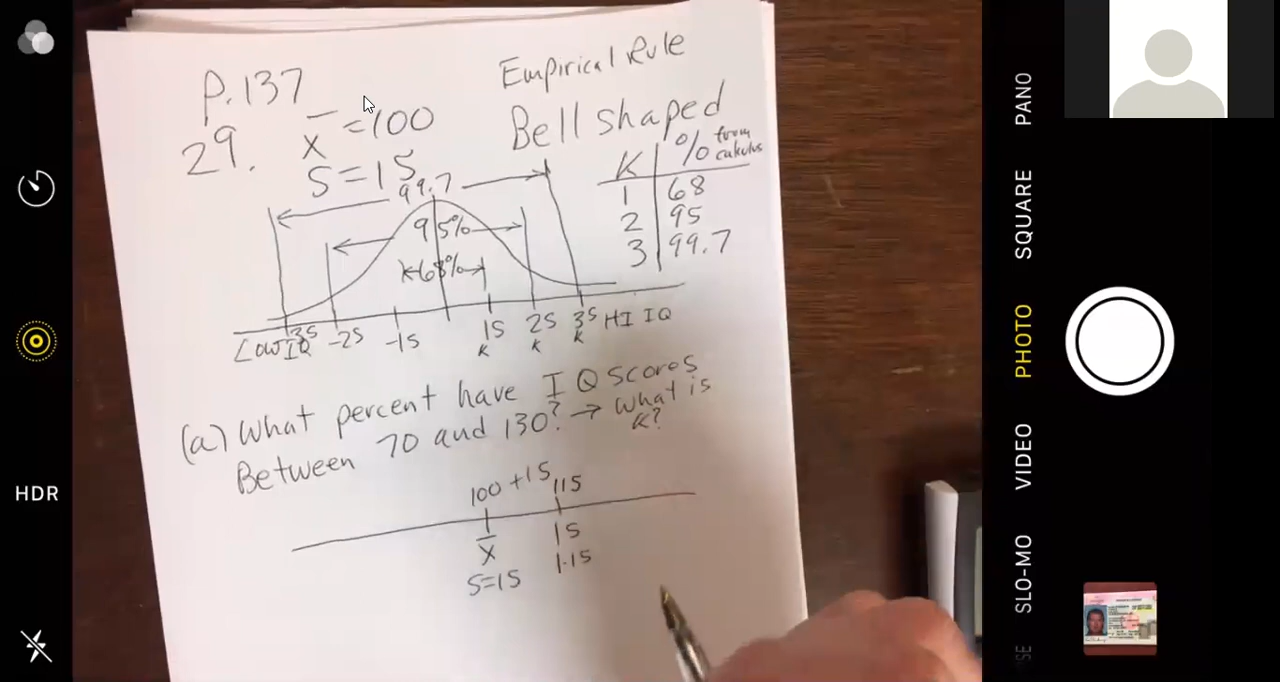 P.137
29.
x̄ =100
S=15
Empirical Rule
Bell shaped
K | % from calculus
1 | 68
2 | 95
3 | 99.7
99.7
95%
68%
-3S -2S -1S 1S 2S 3S
K K K
Low IQ
HI IQ
(a) What percent have IQ scores
Between 70 and 130? → What is
K?
100 +15 115
x̄ 1S
S=15 1·15
HDR
PANO
SQUARE
PHOTO
VIDEO
SLO-MO